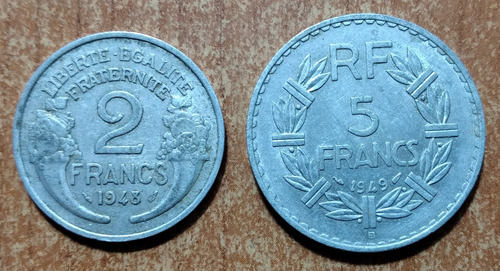 LIBERTE·EGALITE
FRATERNITE
2
FRANCS
1948
RF
5
FRANCS
1949
B